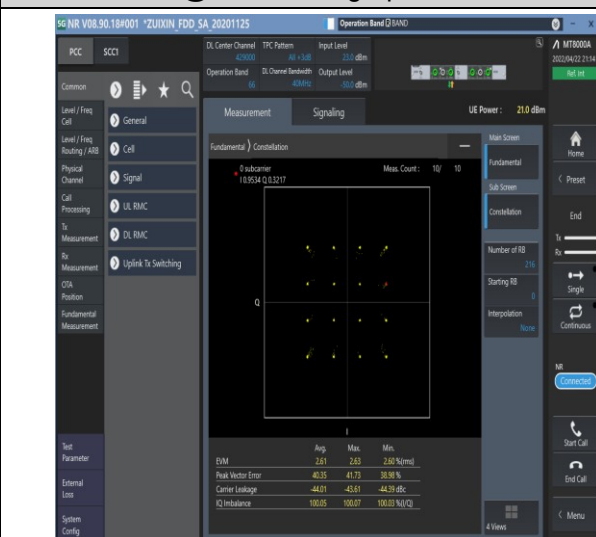 5G NR V08.90.18#001 *ZUIXIN_FDD_SA_20201125
Operation Band BAND
PCC
SCC1
DL Center Channel
429000
TPC Pattern
All +3dB
Input Level
23.0 dBm
Operation Band
66
DL Channel Bandwidth
40MHz
Output Level
-50.0 dBm
MT8000A
2022/04/22 21:14
Ref. Int
Common
Level / Freq
Cell
Level / Freq
Routing / ARB
Physical
Channel
Call
Processing
Tx
Measurement
Rx
Measurement
OTA
Position
Fundamental
Measurement
Test
Parameter
External
Loss
System
Config
General
Cell
Signal
UL RMC
DL RMC
Uplink Tx Switching
Measurement
Signaling
UE Power : 21.0 dBm
Fundamental Constellation
0 subcarrier
I 0.9534 Q 0.3217
Meas. Count : 10/ 10
Q
I
Avg. Max. Min.
EVM 2.61 2.63 2.60 %(rms)
Peak Vector Error 40.35 41.73 38.98 %
Carrier Leakage -44.01 -43.61 -44.39 dBc
IQ Imbalance 100.05 100.07 100.03 %(I/Q)
Main Screen
Fundamental
Sub Screen
Constellation
Number of RB
216
Starting RB
0
Interpolation
None
4 Views
Home
Preset
End
Tx
Rx
Single
Continuous
NR
Connected
Start Call
End Call
Menu